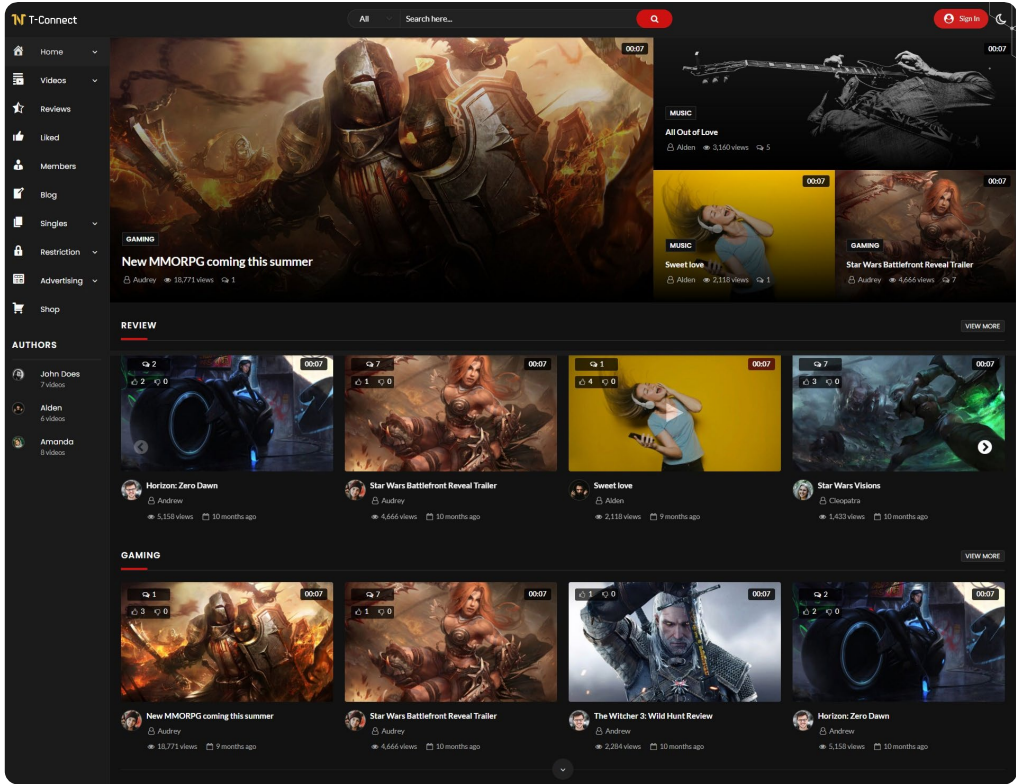 T-Connect
All
Search here...
Sign In
Home
Videos
Reviews
Liked
Members
Blog
Singles
Restriction
Advertising
Shop
AUTHORS
John Does
7 videos
Alden
6 videos
Amanda
8 videos
00:07
GAMING
New MMORPG coming this summer
Audrey 18,771 views 1
00:07
MUSIC
All Out of Love
Alden 3,160 views 5
00:07
MUSIC
Sweet love
Alden 2,118 views 1
00:07
GAMING
Star Wars Battlefront Reveal Trailer
Audrey 4,666 views 7
REVIEW
VIEW MORE
2 00:07
2 0
Horizon: Zero Dawn
Andrew
5,158 views 10 months ago
7 00:07
1 0
Star Wars Battlefront Reveal Trailer
Audrey
4,666 views 10 months ago
1 00:07
4 0
Sweet love
Alden
2,118 views 9 months ago
7 00:07
3 0
Star Wars Visions
Cleopatra
1,433 views 10 months ago
GAMING
VIEW MORE
1 00:07
3 0
New MMORPG coming this summer
Audrey
18,771 views 9 months ago
7 00:07
1 0
Star Wars Battlefront Reveal Trailer
Audrey
4,666 views 10 months ago
1 0 00:07
The Witcher 3: Wild Hunt Review
Andrew
2,284 views 10 months ago
2 00:07
2 0
Horizon: Zero Dawn
Andrew
5,158 views 10 months ago